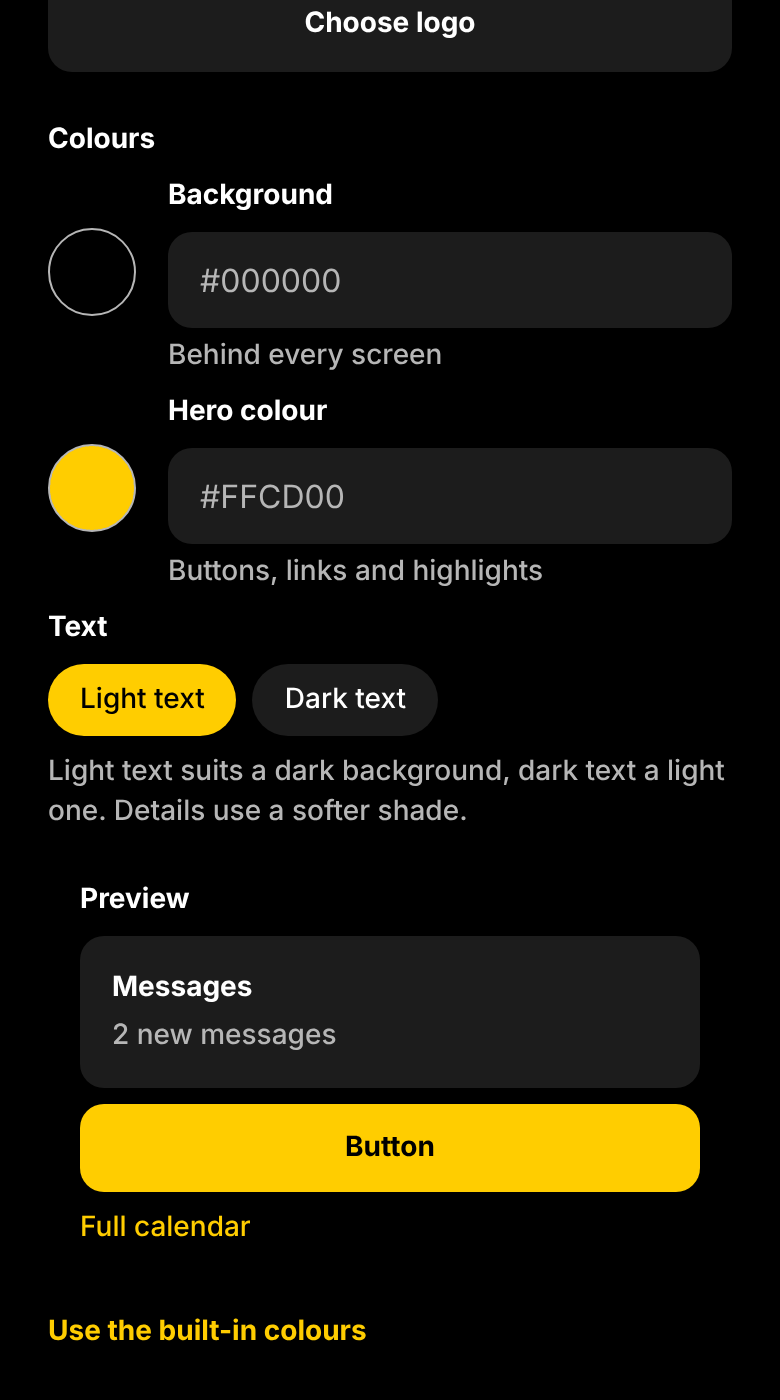 Choose logo
Colours
Background
#000000
Behind every screen
Hero colour
#FFCD00
Buttons, links and highlights
Text
Light text
Dark text
Light text suits a dark background, dark text a light
one. Details use a softer shade.
Preview
Messages
2 new messages
Button
Full calendar
Use the built-in colours